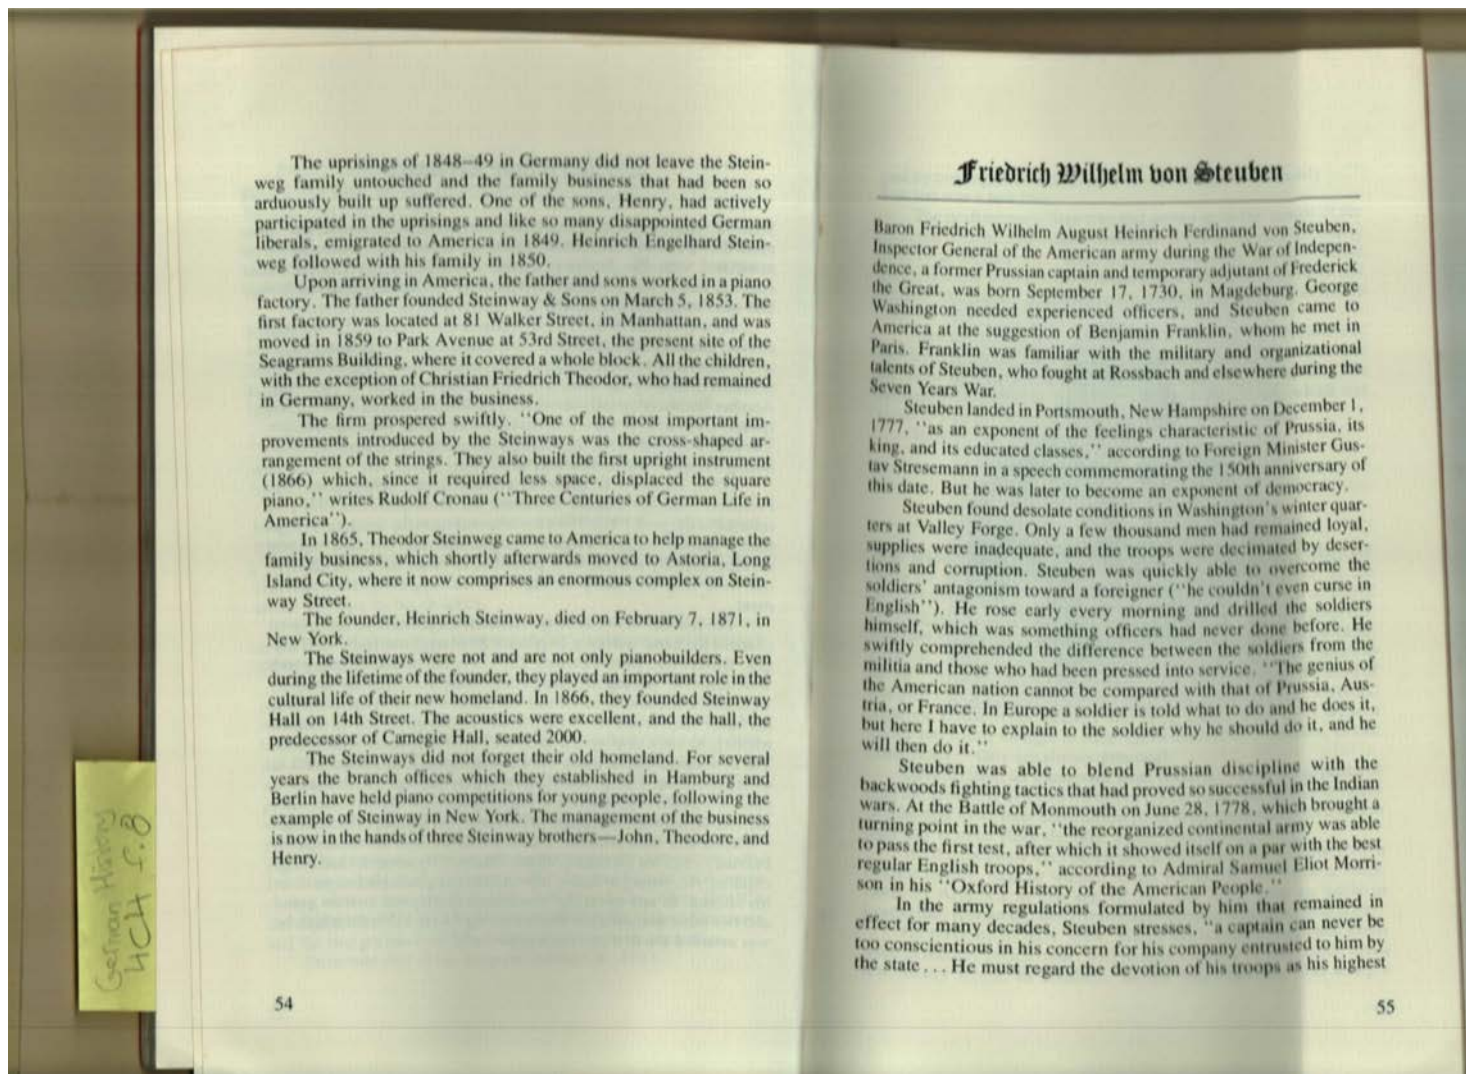 The uprisings of 1848–49 in Germany did not leave the Stein-
weg family untouched and the family business that had been so
arduously built up suffered. One of the sons, Henry, had actively
participated in the uprisings and like so many disappointed German
liberals, emigrated to America in 1849. Heinrich Engelhard Stein-
weg followed with his family in 1850.
Upon arriving in America, the father and sons worked in a piano
factory. The father founded Steinway & Sons on March 5, 1853. The
first factory was located at 81 Walker Street, in Manhattan, and was
moved in 1859 to Park Avenue at 53rd Street, the present site of the
Seagrams Building, where it covered a whole block. All the children,
with the exception of Christian Friedrich Theodor, who had remained
in Germany, worked in the business.
The firm prospered swiftly. "One of the most important im-
provements introduced by the Steinways was the cross-shaped ar-
rangement of the strings. They also built the first upright instrument
(1866) which, since it required less space, displaced the square
piano," writes Rudolf Cronau ("Three Centuries of German Life in
America").
In 1865, Theodor Steinweg came to America to help manage the
family business, which shortly afterwards moved to Astoria, Long
Island City, where it now comprises an enormous complex on Stein-
way Street.
The founder, Heinrich Steinway, died on February 7, 1871, in
New York.
The Steinways were not and are not only pianobuilders. Even
during the lifetime of the founder, they played an important role in the
cultural life of their new homeland. In 1866, they founded Steinway
Hall on 14th Street. The acoustics were excellent, and the hall, the
predecessor of Carnegie Hall, seated 2000.
The Steinways did not forget their old homeland. For several
years the branch offices which they established in Hamburg and
Berlin have held piano competitions for young people, following the
example of Steinway in New York. The management of the business
is now in the hands of three Steinway brothers—John, Theodore, and
Henry.
54
German History
4CH f.8
Friedrich Wilhelm von Steuben
Baron Friedrich Wilhelm August Heinrich Ferdinand von Steuben,
Inspector General of the American army during the War of Indepen-
dence, a former Prussian captain and temporary adjutant of Frederick
the Great, was born September 17, 1730, in Magdeburg. George
Washington needed experienced officers, and Steuben came to
America at the suggestion of Benjamin Franklin, whom he met in
Paris. Franklin was familiar with the military and organizational
talents of Steuben, who fought at Rossbach and elsewhere during the
Seven Years War.
Steuben landed in Portsmouth, New Hampshire on December 1,
1777, "as an exponent of the feelings characteristic of Prussia, its
king, and its educated classes," according to Foreign Minister Gus-
tav Stresemann in a speech commemorating the 150th anniversary of
this date. But he was later to become an exponent of democracy.
Steuben found desolate conditions in Washington's winter quar-
ters at Valley Forge. Only a few thousand men had remained loyal,
supplies were inadequate, and the troops were decimated by deser-
tions and corruption. Steuben was quickly able to overcome the
soldiers' antagonism toward a foreigner ("he couldn't even curse in
English"). He rose early every morning and drilled the soldiers
himself, which was something officers had never done before. He
swiftly comprehended the difference between the soldiers from the
militia and those who had been pressed into service. "The genius of
the American nation cannot be compared with that of Prussia, Aus-
tria, or France. In Europe a soldier is told what to do and he does it,
but here I have to explain to the soldier why he should do it, and he
will then do it."
Steuben was able to blend Prussian discipline with the
backwoods fighting tactics that had proved so successful in the Indian
wars. At the Battle of Monmouth on June 28, 1778, which brought a
turning point in the war, "the reorganized continental army was able
to pass the first test, after which it showed itself on a par with the best
regular English troops," according to Admiral Samuel Eliot Morri-
son in his "Oxford History of the American People."
In the army regulations formulated by him that remained in
effect for many decades, Steuben stresses, "a captain can never be
too conscientious in his concern for his company entrusted to him by
the state ... He must regard the devotion of his troops as his highest
55